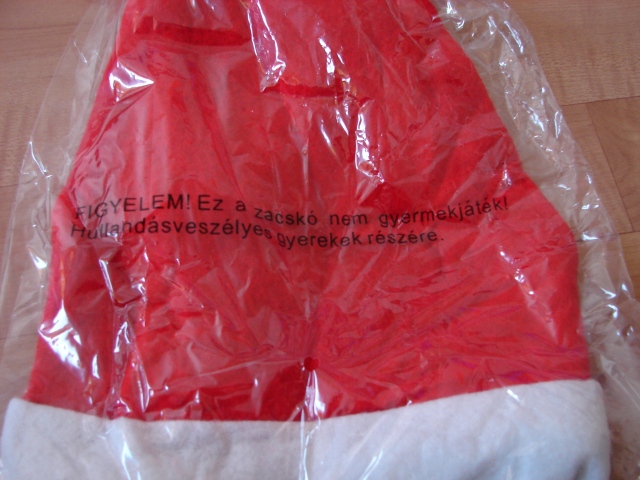 FIGYELEM! Ez a zacskó nem gyermekjáték!
Hullandásveszélyes gyerekek részére.